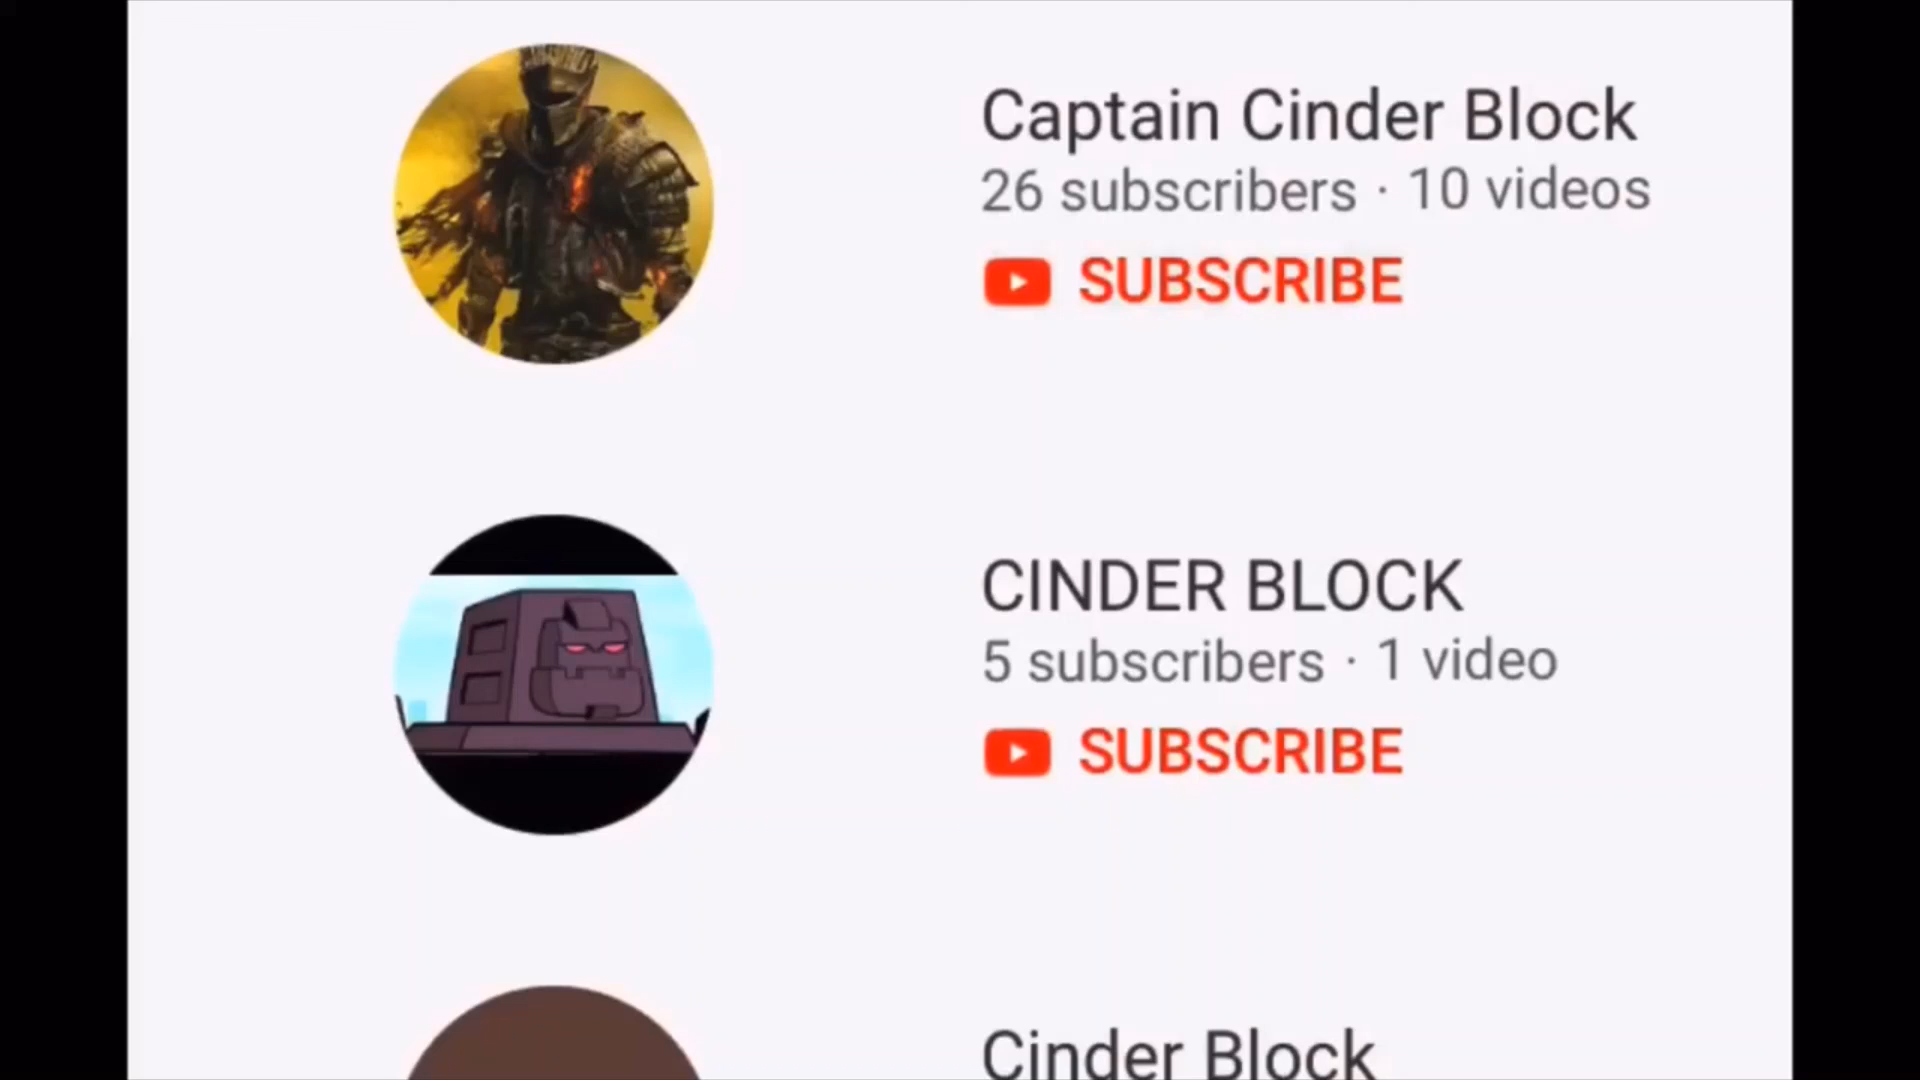 Captain Cinder Block
26 subscribers · 10 videos
SUBSCRIBE
CINDER BLOCK
5 subscribers · 1 video
SUBSCRIBE
Cinder Block